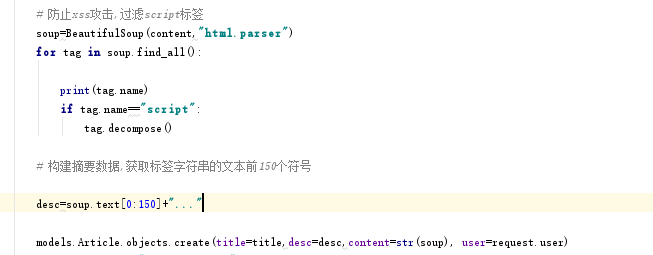 # 防止xss攻击,过滤script标签
soup=BeautifulSoup(content,"html.parser")
for tag in soup.find_all():
print(tag.name)
if tag.name=="script":
tag.decompose()
# 构建摘要数据,获取标签字符串的文本前150个符号
desc=soup.text[0:150]+"..."
models.Article.objects.create(title=title,desc=desc,content=str(soup), user=request.user)